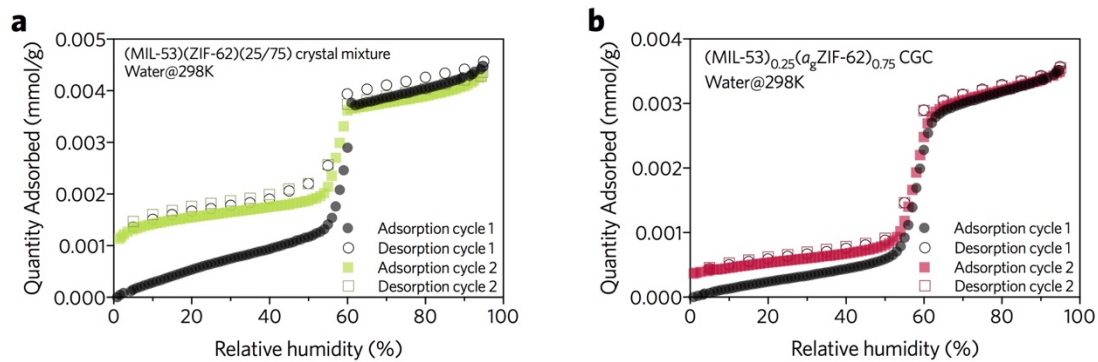 a
(MIL-53)(ZIF-62)(25/75) crystal mixture
Water@298K
Quantity Adsorbed (mmol/g)
0.005
0.004
0.003
0.002
0.001
0.000
Adsorption cycle 1
Desorption cycle 1
Adsorption cycle 2
Desorption cycle 2
0 20 40 60 80 100
Relative humidity (%)
b
(MIL-53)0.25(agZIF-62)0.75 CGC
Water@298K
Quantity Adsorbed (mmol/g)
0.004
0.003
0.002
0.001
0.000
Adsorption cycle 1
Desorption cycle 1
Adsorption cycle 2
Desorption cycle 2
0 20 40 60 80 100
Relative humidity (%)